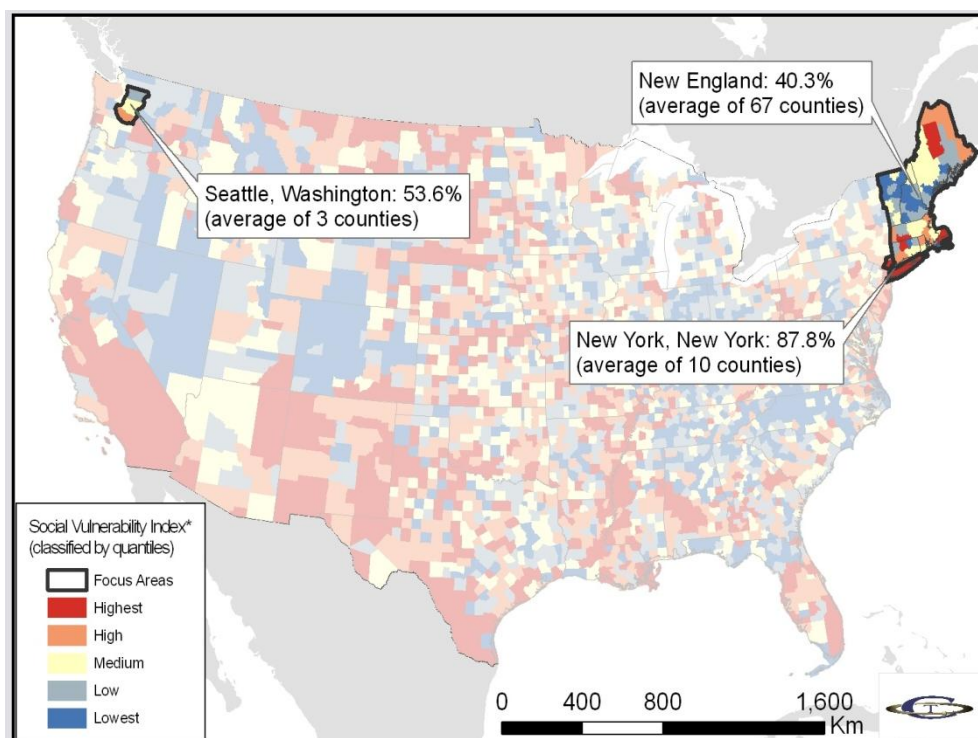 New England: 40.3%
(average of 67 counties)
Seattle, Washington: 53.6%
(average of 3 counties)
New York, New York: 87.8%
(average of 10 counties)
Social Vulnerability Index*
(classified by quantiles)
Focus Areas
Highest
High
Medium
Low
Lowest
0 400 800 1,600
Km